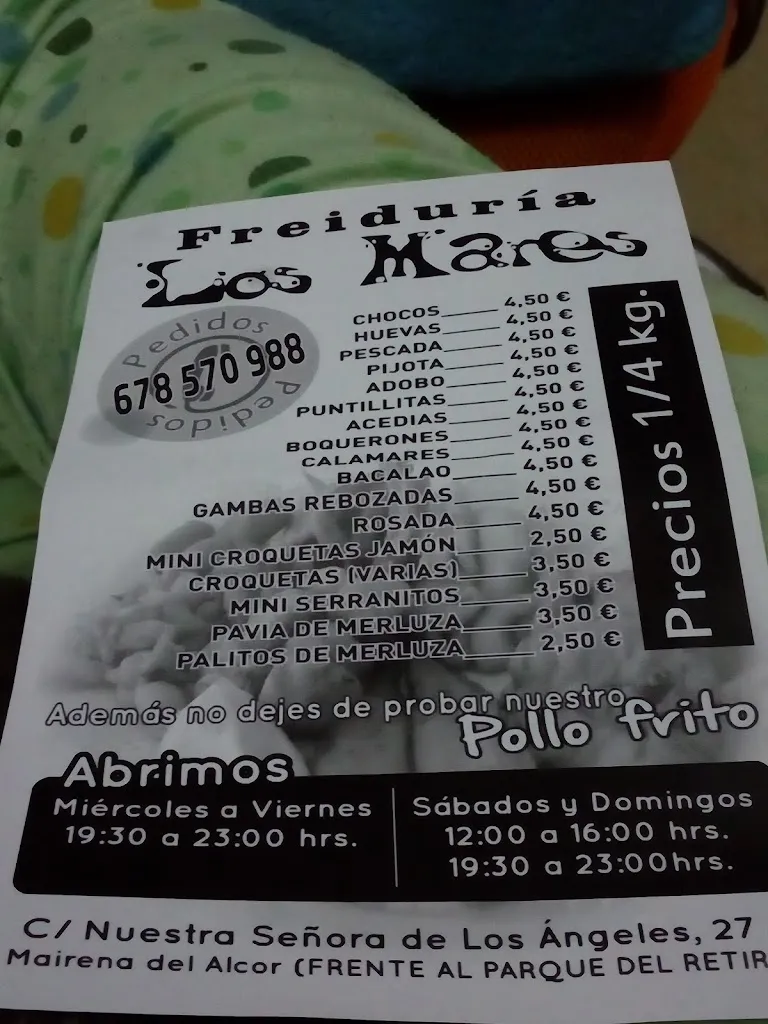 Freiduría
Los Mares
Pedidos
678 570 988
Pedidos
CHOCOS 4,50 €
HUEVAS 4,50 €
PESCADA 4,50 €
PIJOTA 4,50 €
ADOBO 4,50 €
PUNTILLITAS 4,50 €
ACEDIAS 4,50 €
BOQUERONES 4,50 €
CALAMARES 4,50 €
BACALAO 4,50 €
GAMBAS REBOZADAS 4,50 €
ROSADA 4,50 €
MINI CROQUETAS JAMÓN 2,50 €
CROQUETAS (VARIAS) 3,50 €
MINI SERRANITOS 3,50 €
PAVIA DE MERLUZA 3,50 €
PALITOS DE MERLUZA 2,50 €
Precios 1/4 kg.
Además no dejes de probar nuestro
Pollo frito
Abrimos
Miércoles a Viernes
19:30 a 23:00 hrs.
Sábados y Domingos
12:00 a 16:00 hrs.
19:30 a 23:00hrs.
C/ Nuestra Señora de Los Ángeles, 27
Mairena del Alcor (FRENTE AL PARQUE DEL RETIR